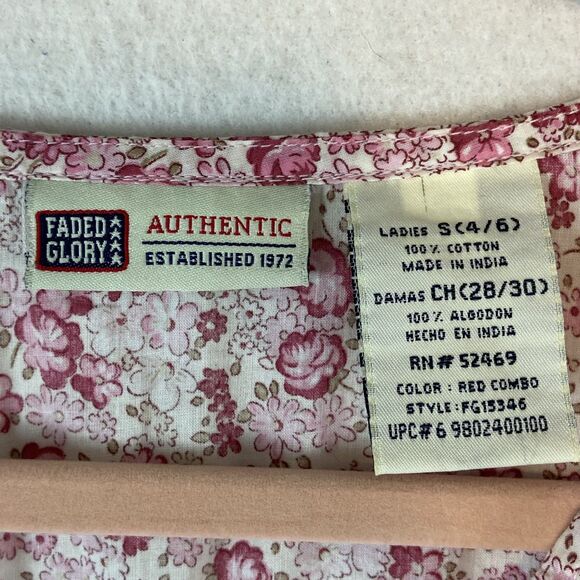 FADED
GLORY
AUTHENTIC
ESTABLISHED 1972
LADIES S(4/6)
100% COTTON
MADE IN INDIA
DAMAS CH(28/30)
100% ALGODON
HECHO EN INDIA
RN# 52469
COLOR : RED COMBO
STYLE : FG15346
UPC# 6 9802400100